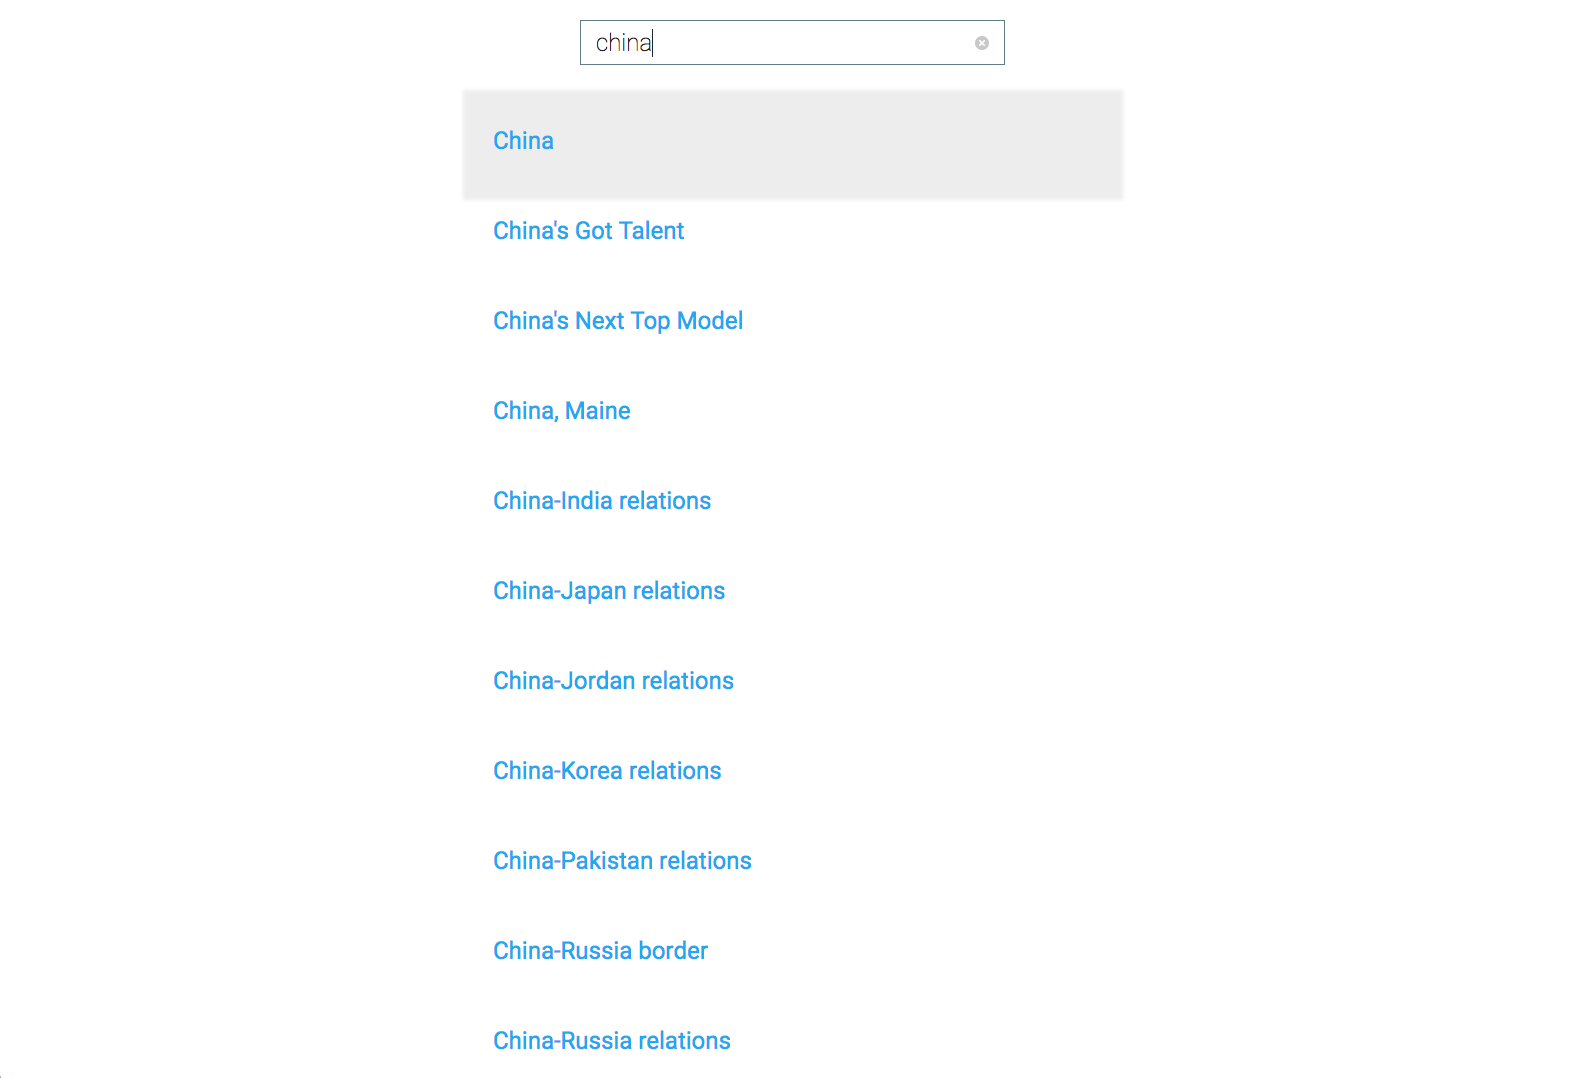 china
China
China's Got Talent
China's Next Top Model
China, Maine
China-India relations
China-Japan relations
China-Jordan relations
China-Korea relations
China-Pakistan relations
China-Russia border
China-Russia relations